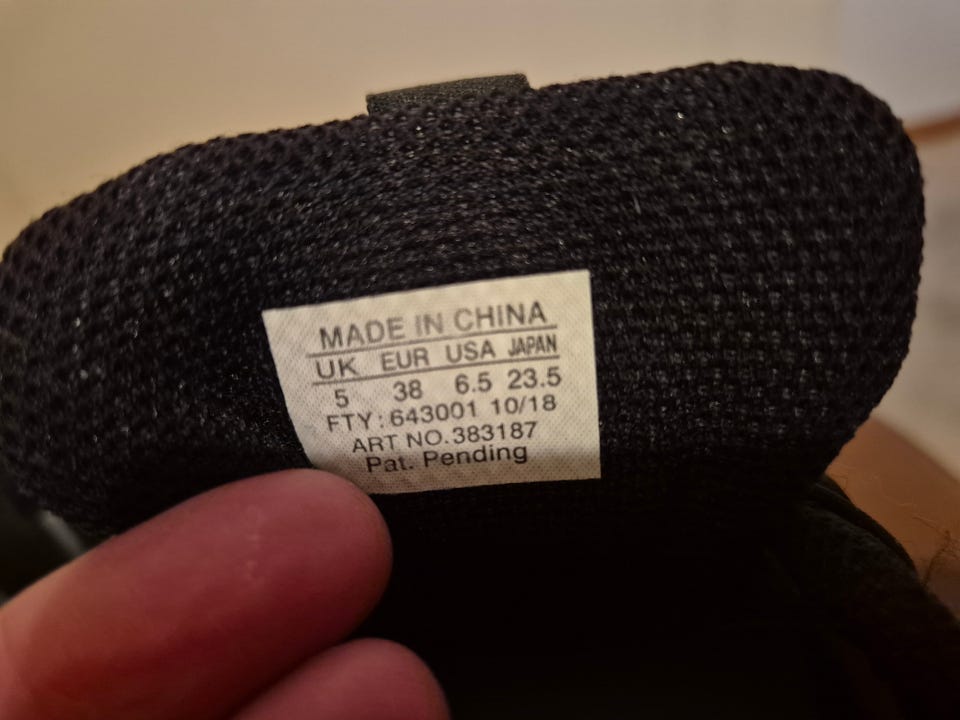 MADE IN CHINA
UK EUR USA JAPAN
5 38 6.5 23.5
FTY: 643001 10/18
ART NO. 383187
Pat. Pending